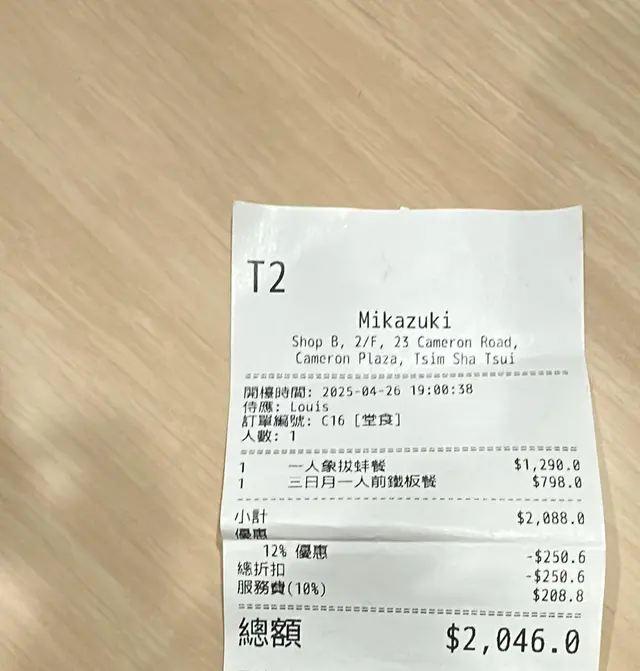 T2
Mikazuki
Shop B, 2/F, 23 Cameron Road,
Cameron Plaza, Tsim Sha Tsui
開檯時間: 2025-04-26 19:00:38
侍應: Louis
訂單編號: C16 [堂食]
人數: 1
1 一人象拔蚌餐 $1,290.0
1 三日月一人前鐵板餐 $798.0
小計 $2,088.0
優惠
12% 優惠 -$250.6
總折扣 -$250.6
服務費(10%) $208.8
總額 $2,046.0